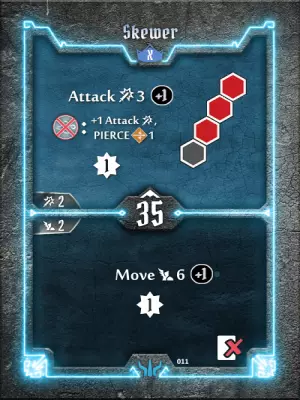 Skewer
X
Attack 3 +1
+1 Attack ,
PIERCE 1
1
2
35
2
Move 6 +1
1
011